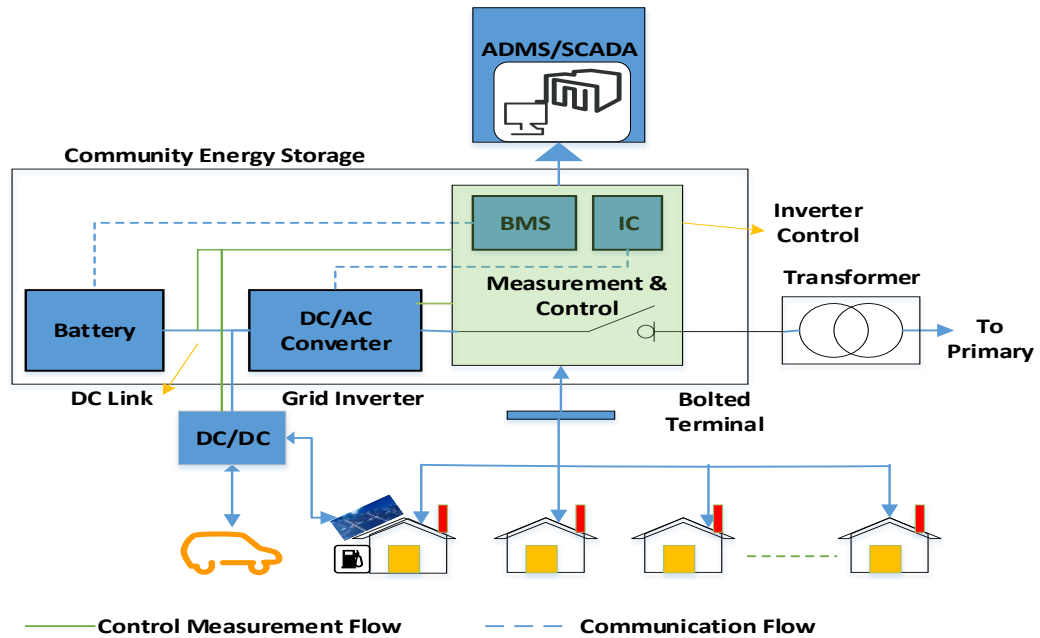 ADMS/SCADA
Community Energy Storage
BMS
IC
Inverter
Control
Measurement &
Control
Transformer
Battery
DC/AC
Converter
To
Primary
DC Link
Grid Inverter
Bolted
Terminal
DC/DC
Control Measurement Flow
Communication Flow